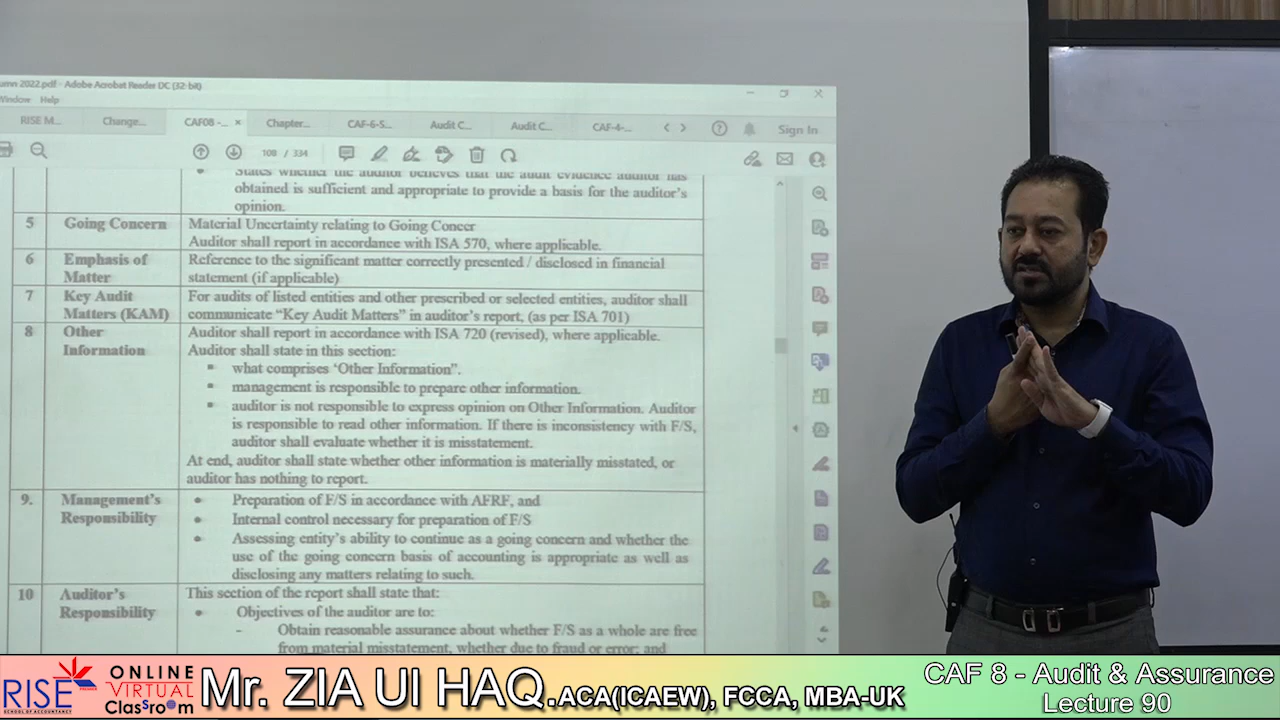 umn 2022.pdf - Adobe Acrobat Reader DC (32-bit)
Window Help
RISE M... Change... CAF08 -... × Chapter... CAF-6-S... Audit C... Audit C... CAF-4-... Sign In
108 / 334
States whether the auditor believes that the audit evidence auditor has
obtained is sufficient and appropriate to provide a basis for the auditor's
opinion.
5 Going Concern Material Uncertainty relating to Going Concer
Auditor shall report in accordance with ISA 570, where applicable.
6 Emphasis of Reference to the significant matter correctly presented / disclosed in financial
Matter statement (if applicable)
7 Key Audit For audits of listed entities and other prescribed or selected entities, auditor shall
Matters (KAM) communicate "Key Audit Matters" in auditor's report, (as per ISA 701)
8 Other Auditor shall report in accordance with ISA 720 (revised), where applicable.
Information Auditor shall state in this section:
▪ what comprises 'Other Information".
▪ management is responsible to prepare other information.
▪ auditor is not responsible to express opinion on Other Information. Auditor
is responsible to read other information. If there is inconsistency with F/S,
auditor shall evaluate whether it is misstatement.
At end, auditor shall state whether other information is materially misstated, or
auditor has nothing to report.
9. Management's • Preparation of F/S in accordance with AFRF, and
Responsibility • Internal control necessary for preparation of F/S
• Assessing entity's ability to continue as a going concern and whether the
use of the going concern basis of accounting is appropriate as well as
disclosing any matters relating to such.
10 Auditor's This section of the report shall state that:
Responsibility • Objectives of the auditor are to:
- Obtain reasonable assurance about whether F/S as a whole are free
from material misstatement, whether due to fraud or error; and
RISE PREMIER
SCHOOL OF ACCOUNTANCY
ONLINE
VIRTUAL
Classroom
Mr. ZIA UI HAQ. ACA(ICAEW), FCCA, MBA-UK
CAF 8 - Audit & Assurance
Lecture 90